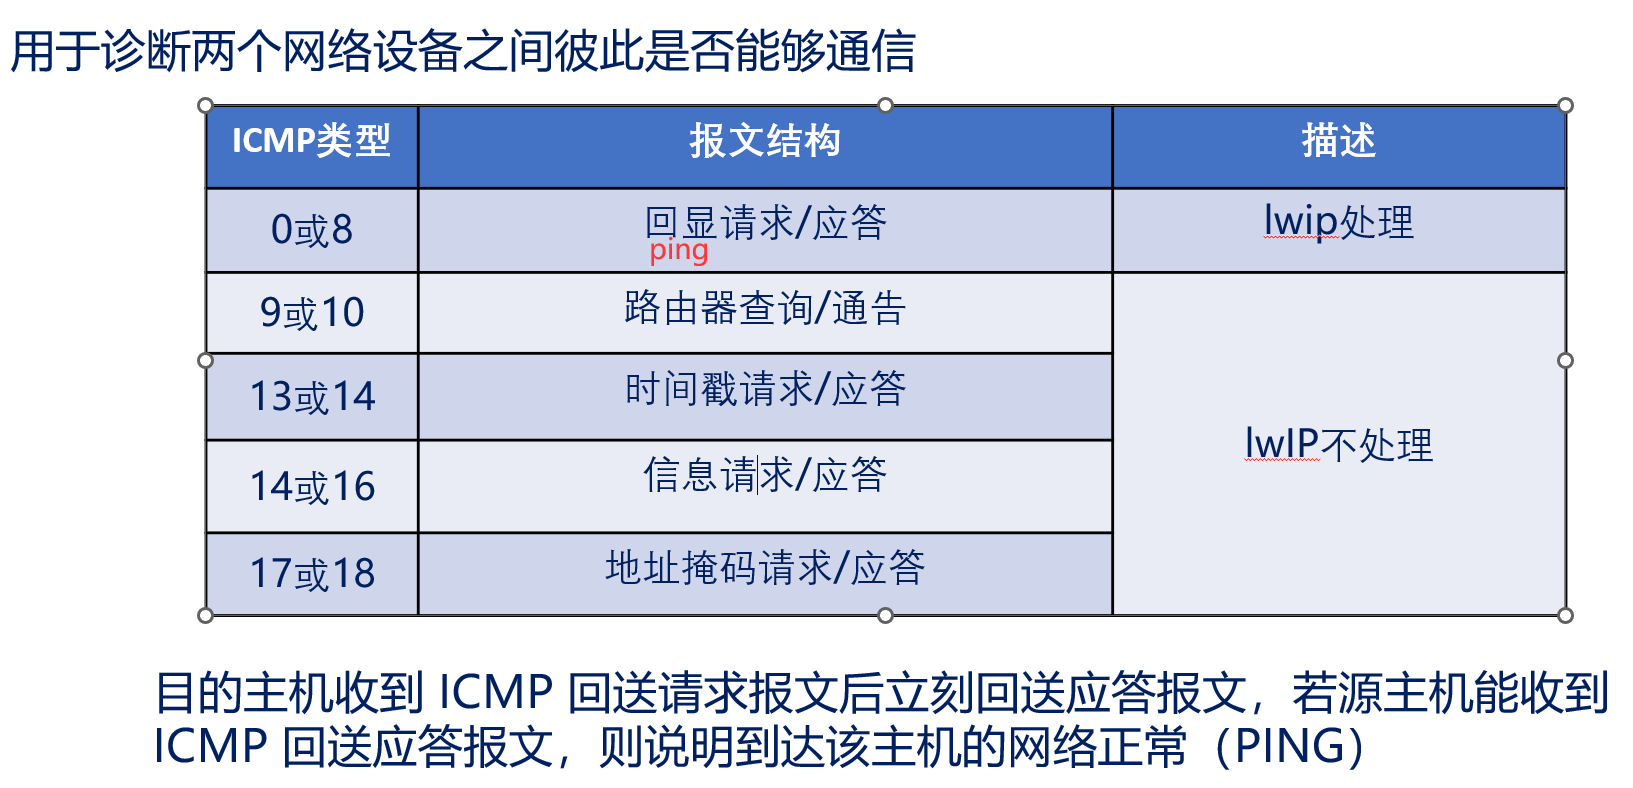 用于诊断两个网络设备之间彼此是否能够通信
ICMP类型 报文结构 描述
0或8 回显请求/应答 lwip处理
ping
9或10 路由器查询/通告
13或14 时间戳请求/应答
lwIP不处理
14或16 信息请求/应答
17或18 地址掩码请求/应答
目的主机收到 ICMP 回送请求报文后立刻回送应答报文，若源主机能收到
ICMP 回送应答报文，则说明到达该主机的网络正常（PING）